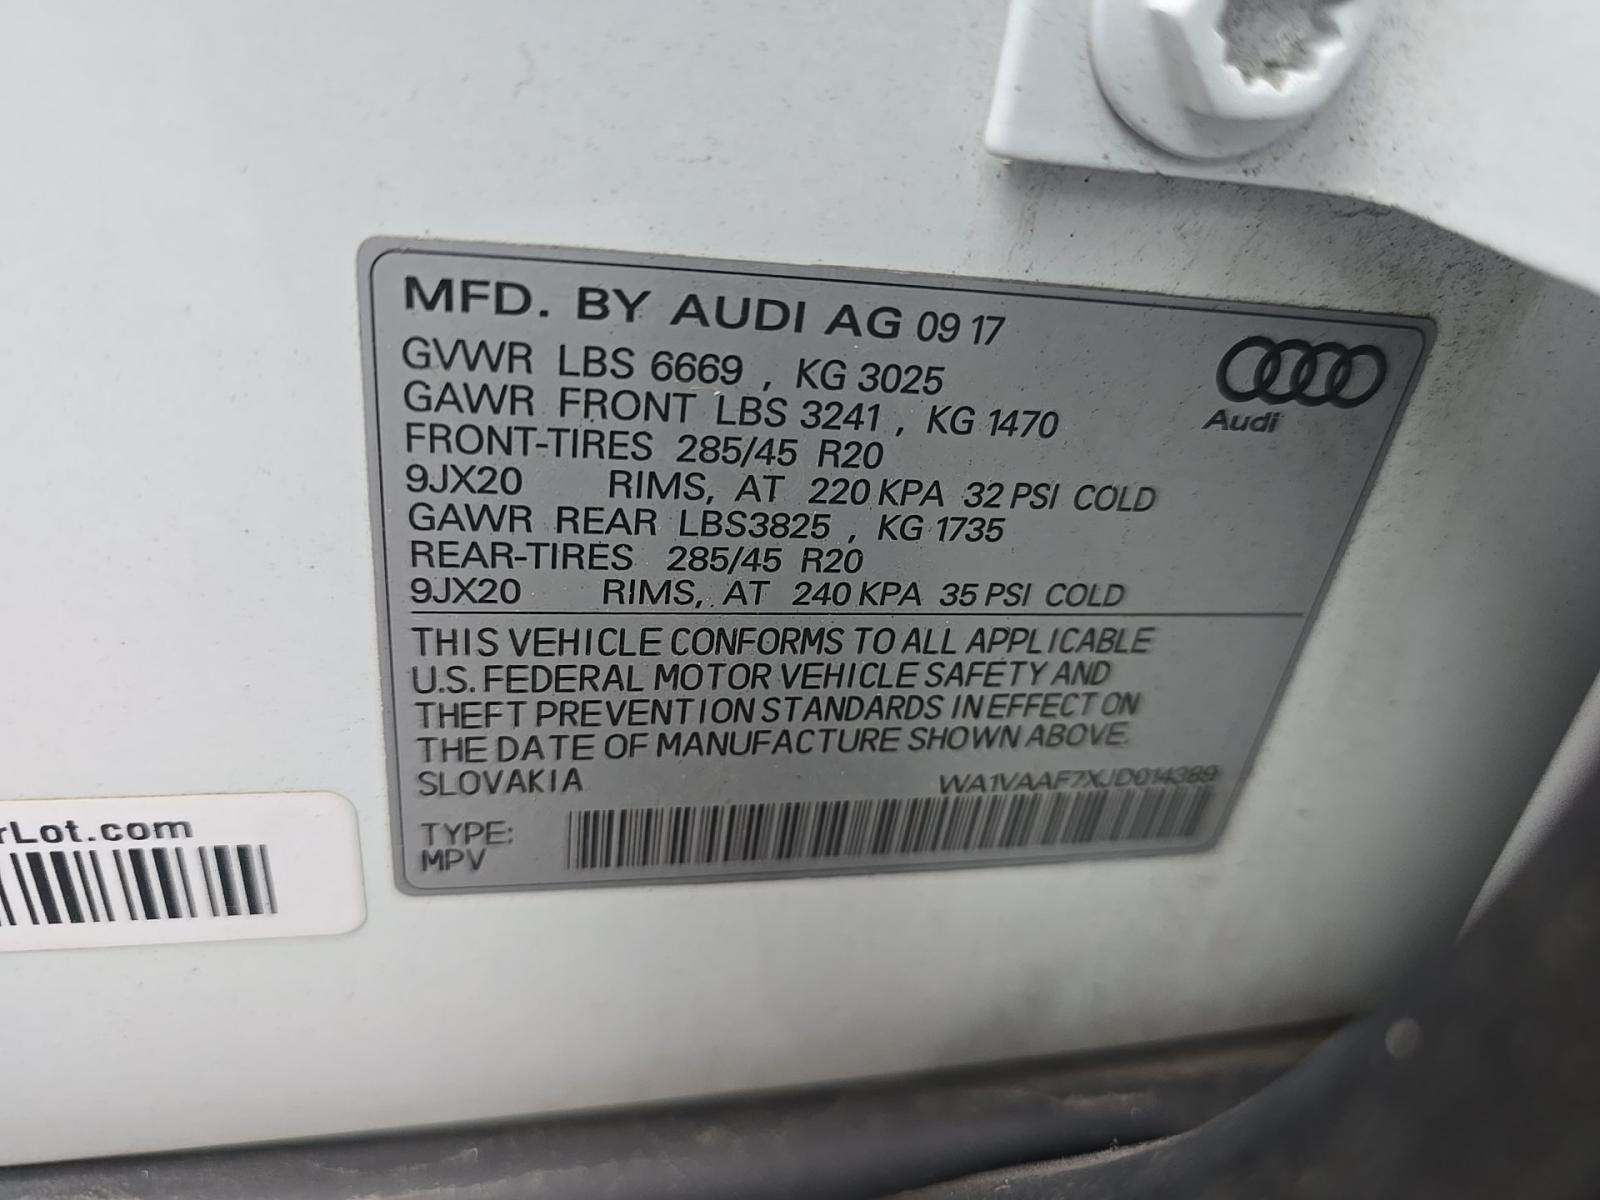 MFD. BY AUDI AG 09 17
GVWR LBS 6669 , KG 3025
GAWR FRONT LBS 3241 , KG 1470
Audi
FRONT-TIRES 285/45 R20
9JX20 RIMS, AT 220 KPA 32 PSI COLD
GAWR REAR LBS3825 , KG 1735
REAR-TIRES 285/45 R20
9JX20 RIMS, AT 240 KPA 35 PSI COLD
THIS VEHICLE CONFORMS TO ALL APPLICABLE
U.S. FEDERAL MOTOR VEHICLE SAFETY AND
THEFT PREVENTION STANDARDS IN EFFECT ON
THE DATE OF MANUFACTURE SHOWN ABOVE.
SLOVAKIA WA1VAAF7XJD014389
TYPE:
MPV
rLot.com